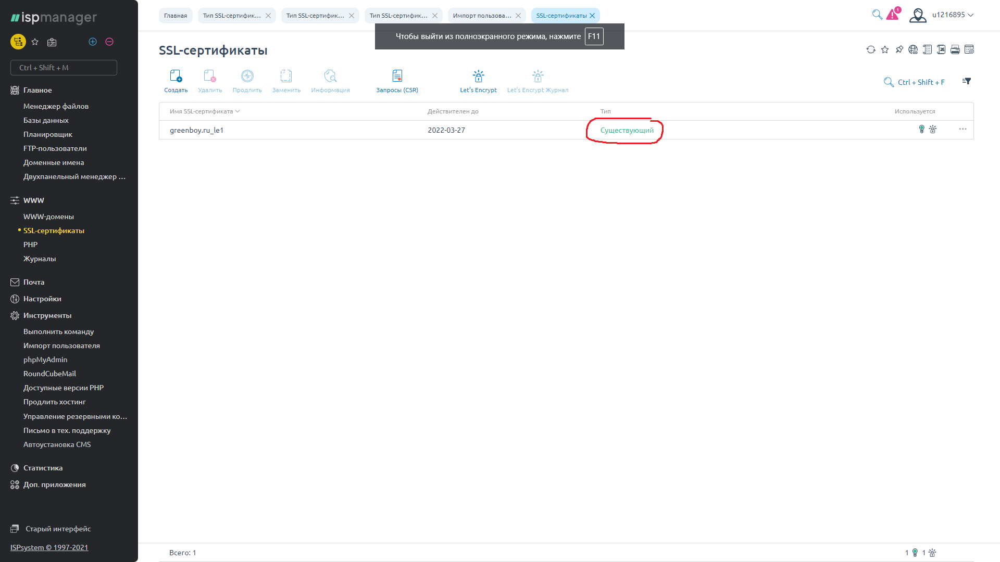 ispmanager
Ctrl + Shift + M
Главное
Менеджер файлов
Базы данных
Планировщик
FTP-пользователи
Доменные имена
Двухпанельный менеджер ...
WWW
WWW-домены
SSL-сертификаты
PHP
Журналы
Почта
Настройки
Инструменты
Выполнить команду
Импорт пользователя
phpMyAdmin
RoundCubeMail
Доступные версии PHP
Продлить хостинг
Управление резервными ко...
Письмо в тех. поддержку
Автоустановка CMS
Статистика
Доп. приложения
Старый интерфейс
ISPsystem © 1997-2021
Главная Тип SSL-сертифик... Тип SSL-сертифик... Тип SSL-сертифик... Импорт пользова... SSL-сертификаты
1 u1216895
Чтобы выйти из полноэкранного режима, нажмите F11
SSL-сертификаты
Создать Удалить Продлить Заменить Информация Запросы (CSR) Let's Encrypt Let's Encrypt Журнал
Ctrl + Shift + F
Имя SSL-сертификата Действителен до Тип Используется
greenboy.ru_le1 2022-03-27 Существующий
Всего: 1 1 1